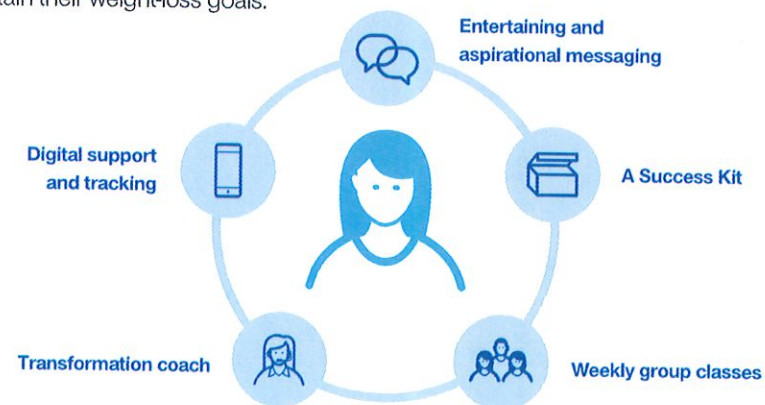 their weight-loss goals.
Entertaining and
aspirational messaging
Digital support
and tracking
A Success Kit
Transformation coach
Weekly group classes